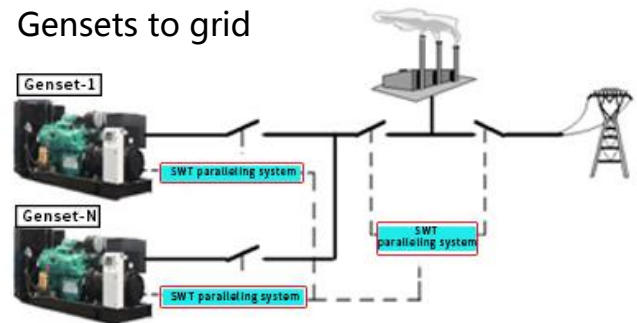 Gensets to grid
Genset-1
SWT paralleling system
Genset-N
SWT
paralleling system
SWT paralleling system